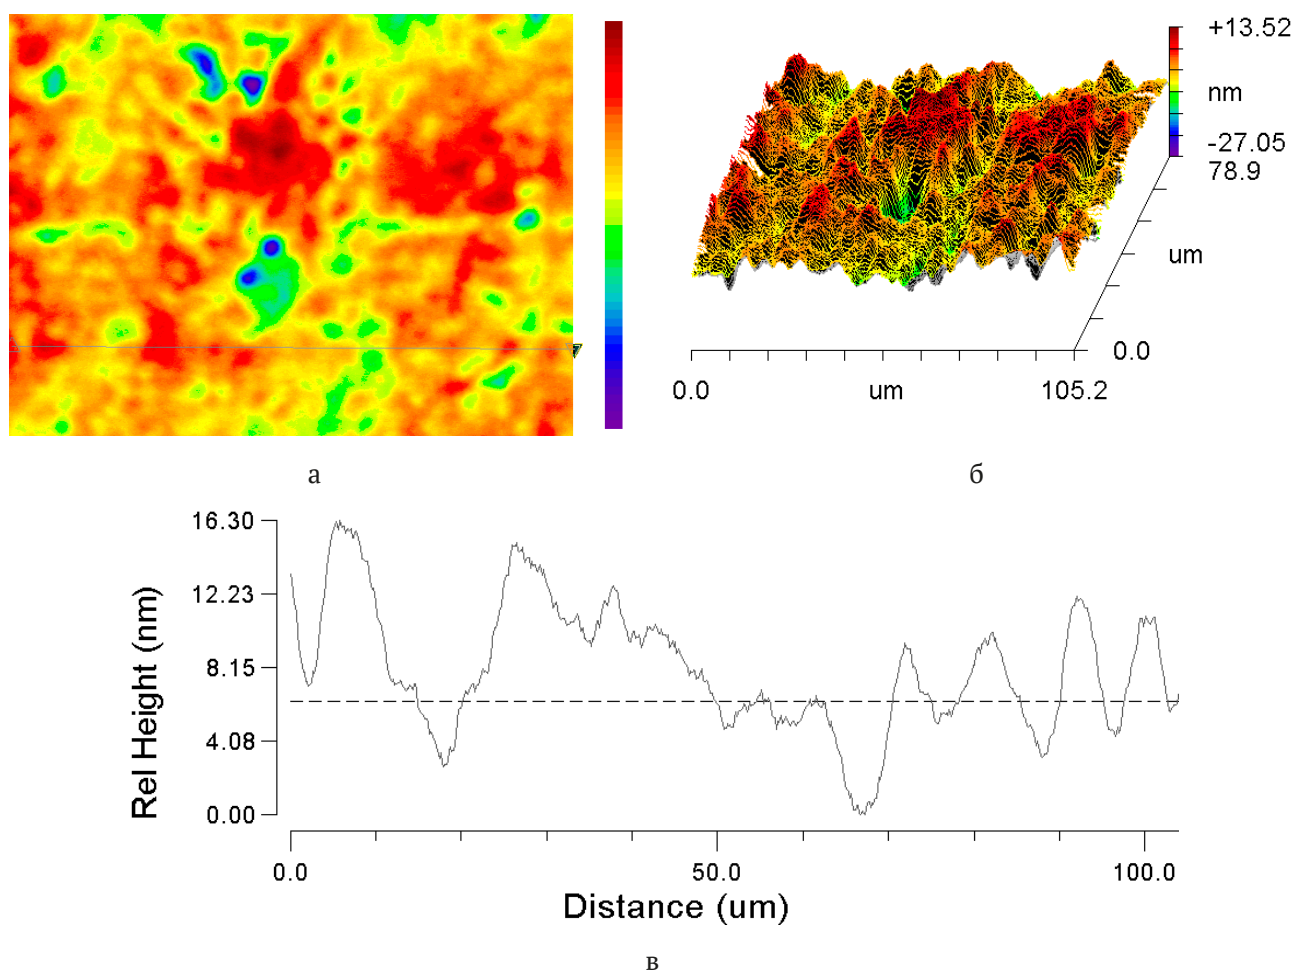 +13.52
nm
-27.05
78.9
um
0.0
0.0
um
105.2
а
б
16.30
12.23
8.15
4.08
0.00
Rel Height (nm)
0.0
50.0
100.0
Distance (um)
в